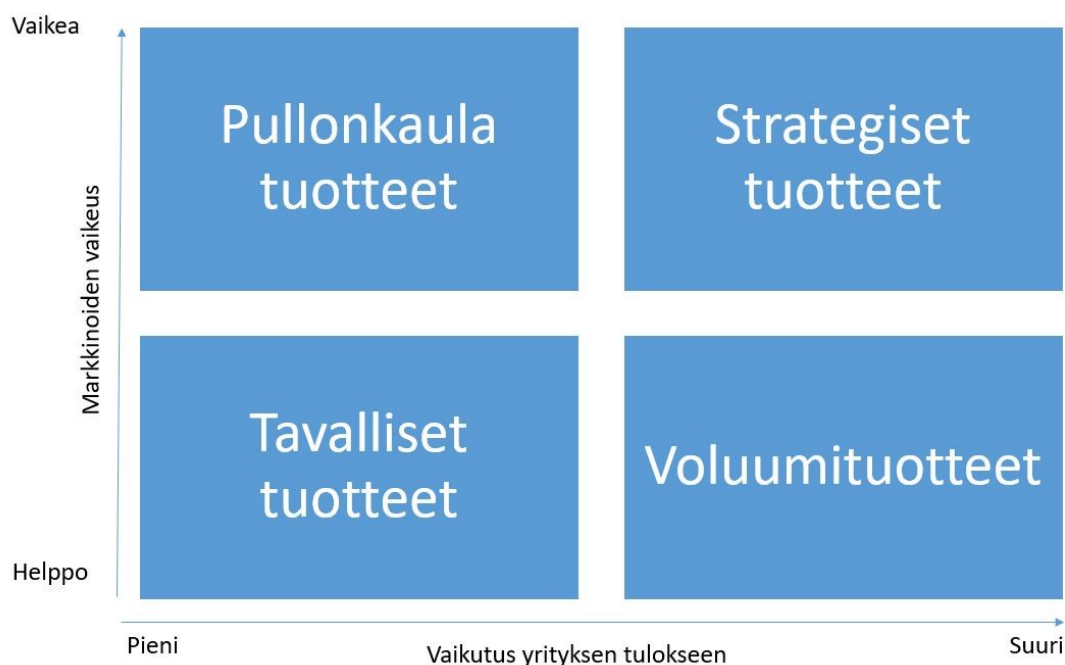 Vaikea
Pullonkaula
tuotteet
Strategiset
tuotteet
Markkinoiden vaikeus
Tavalliset
tuotteet
Voluumituotteet
Helppo
Pieni
Vaikutus yrityksen tulokseen
Suuri